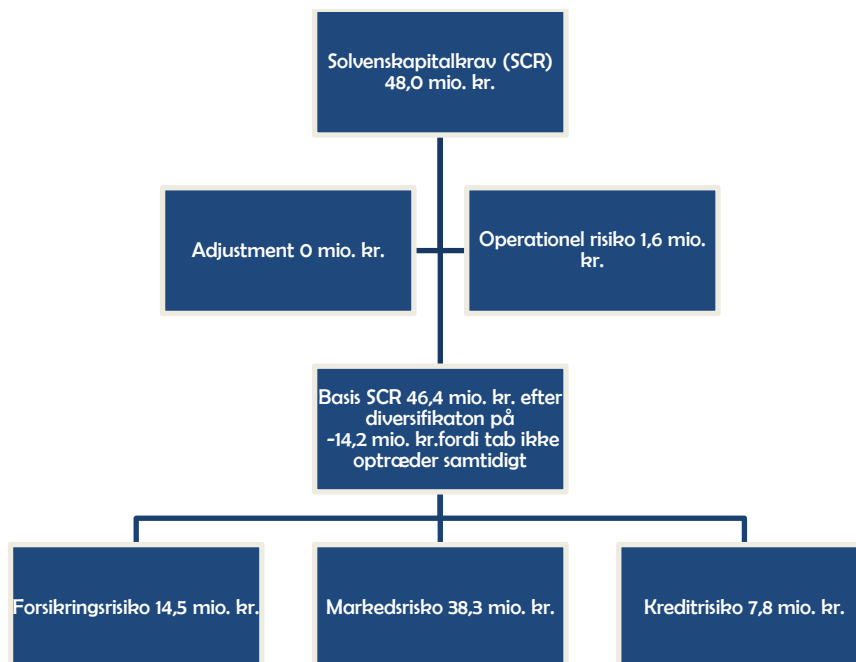 Solvenskapitalkrav (SCR)
48,0 mio. kr.
Adjustment 0 mio. kr.
Operationel risiko 1,6 mio.
kr.
Basis SCR 46,4 mio. kr. efter
diversifikaton på
-14,2 mio. kr.fordi tab ikke
optræder samtidigt
Forsikringsrisiko 14,5 mio. kr.
Markedsrisko 38,3 mio. kr.
Kreditrisiko 7,8 mio. kr.